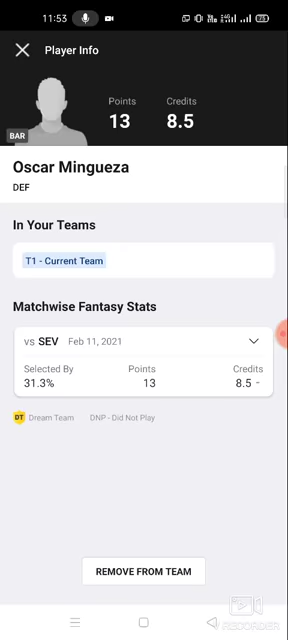 11:53
75
Player Info
Points
Credits
13
8.5
BAR
Oscar Mingueza
DEF
In Your Teams
T1 - Current Team
Matchwise Fantasy Stats
vs SEV Feb 11, 2021
Selected By Points Credits
31.3% 13 8.5 -
DT Dream Team DNP - Did Not Play
REMOVE FROM TEAM
RECORDER